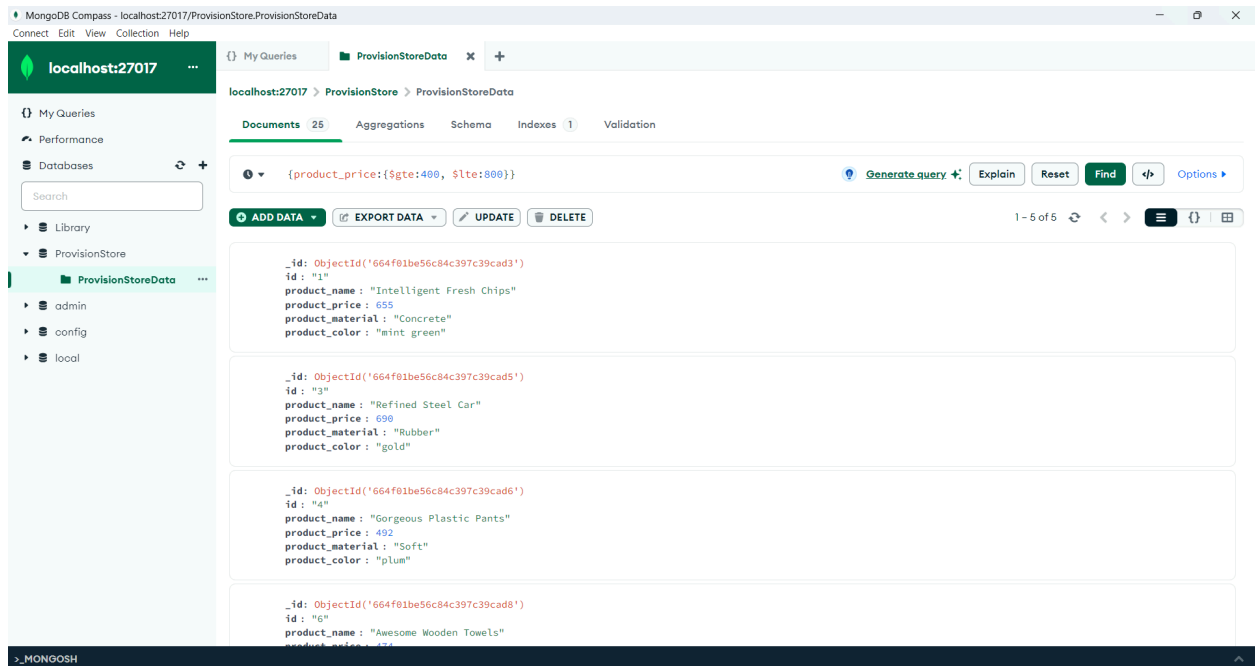 MongoDB Compass - localhost:27017/ProvisionStore.ProvisionStoreData
Connect Edit View Collection Help
localhost:27017 ...
{} My Queries
ProvisionStoreData
localhost:27017 > ProvisionStore > ProvisionStoreData
{} My Queries
Performance
Databases
Search
Library
ProvisionStore
ProvisionStoreData ...
admin
config
local
Documents 25 Aggregations Schema Indexes 1 Validation
{product_price:{$gte:400, $lte:800}}
Generate query Explain Reset Find </> Options
ADD DATA EXPORT DATA UPDATE DELETE
1 – 5 of 5 {}
_id: ObjectId('664f01be56c84c397c39cad3')
id : "1"
product_name : "Intelligent Fresh Chips"
product_price : 655
product_material : "Concrete"
product_color : "mint green"
_id: ObjectId('664f01be56c84c397c39cad5')
id : "3"
product_name : "Refined Steel Car"
product_price : 690
product_material : "Rubber"
product_color : "gold"
_id: ObjectId('664f01be56c84c397c39cad6')
id : "4"
product_name : "Gorgeous Plastic Pants"
product_price : 492
product_material : "Soft"
product_color : "plum"
_id: ObjectId('664f01be56c84c397c39cad8')
id : "6"
product_name : "Awesome Wooden Towels"
product_price : 474
>_MONGOSH